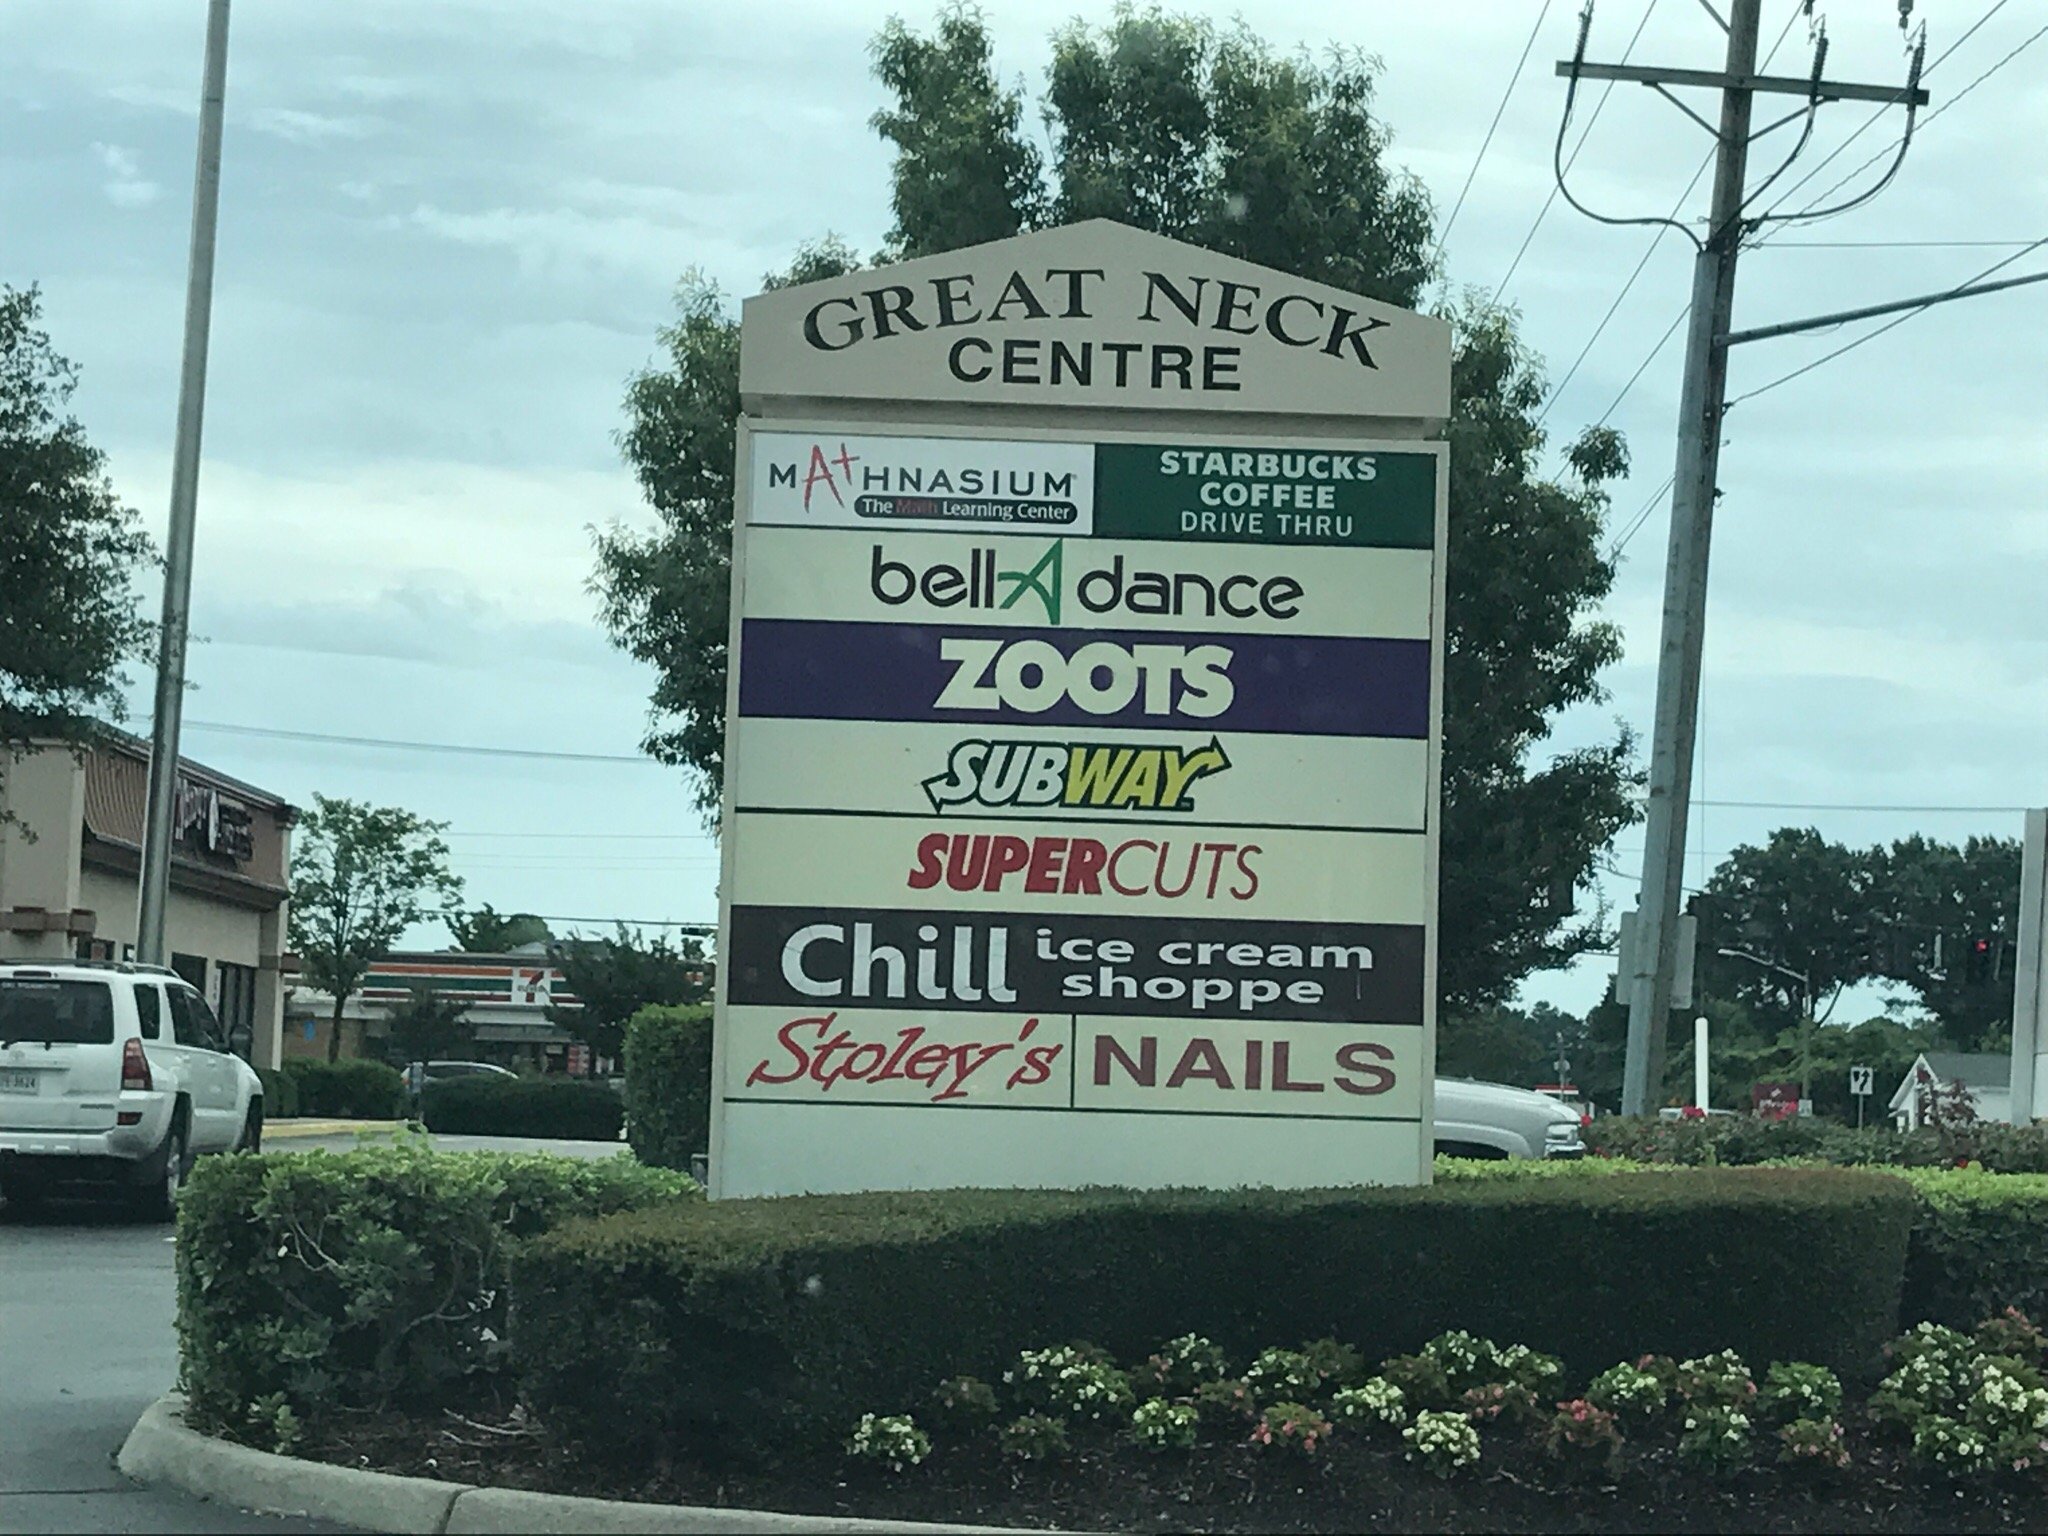 GREAT NECK
CENTRE
MATHNASIUM
The Math Learning Center
STARBUCKS
COFFEE
DRIVE THRU
bellA dance
ZOOTS
SUBWAY
SUPERCUTS
Chill ice cream
shoppe
Stoley's
NAILS
7